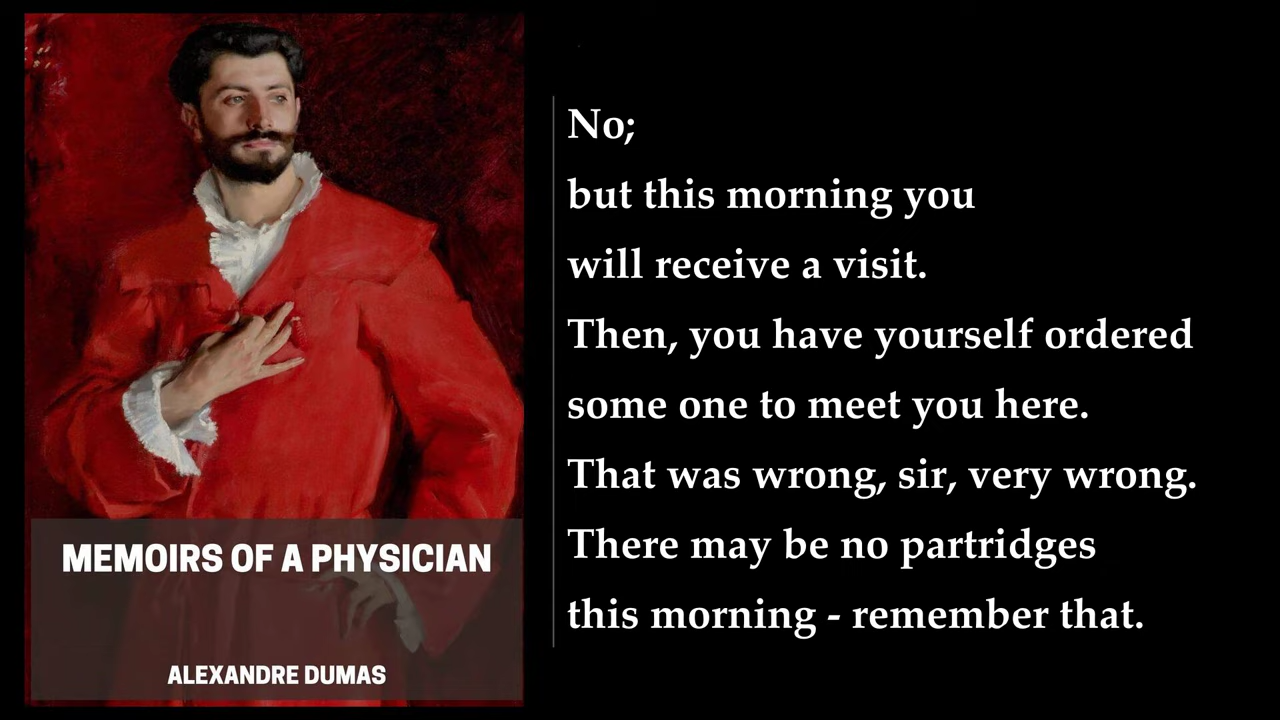 MEMOIRS OF A PHYSICIAN
ALEXANDRE DUMAS
No;
but this morning you
will receive a visit.
Then, you have yourself ordered
some one to meet you here.
That was wrong, sir, very wrong.
There may be no partridges
this morning - remember that.